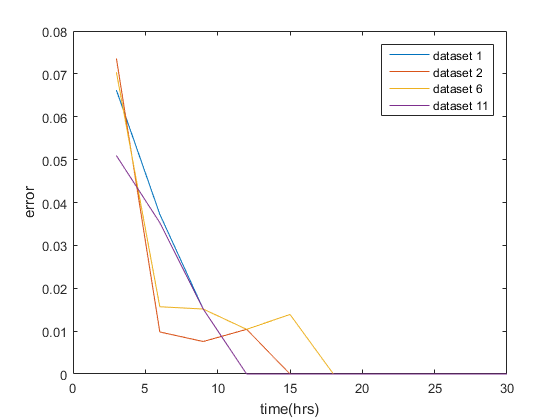 0.08
0.07
0.06
0.05
0.04
0.03
0.02
0.01
0
error
dataset 1
dataset 2
dataset 6
dataset 11
0 5 10 15 20 25 30
time(hrs)